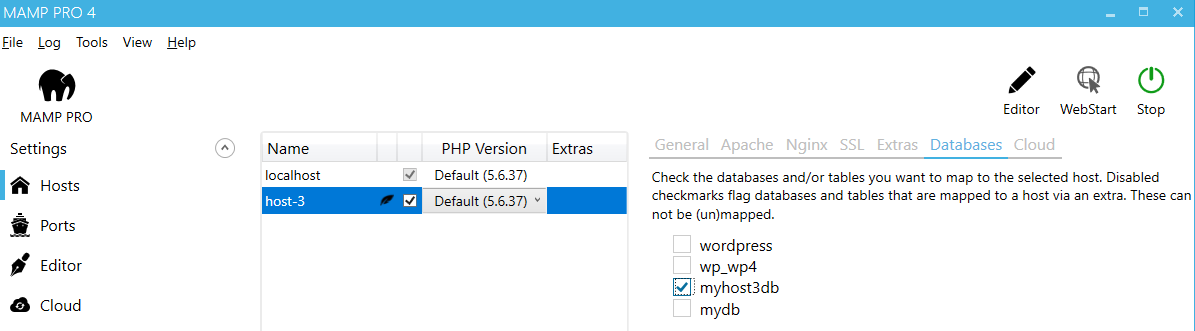 MAMP PRO 4
File Log Tools View Help
MAMP PRO
Editor WebStart Stop
Settings
Hosts
Ports
Editor
Cloud
Name PHP Version Extras
localhost Default (5.6.37)
host-3 Default (5.6.37)
General Apache Nginx SSL Extras Databases Cloud
Check the databases and/or tables you want to map to the selected host. Disabled
checkmarks flag databases and tables that are mapped to a host via an extra. These can
not be (un)mapped.
wordpress
wp_wp4
myhost3db
mydb